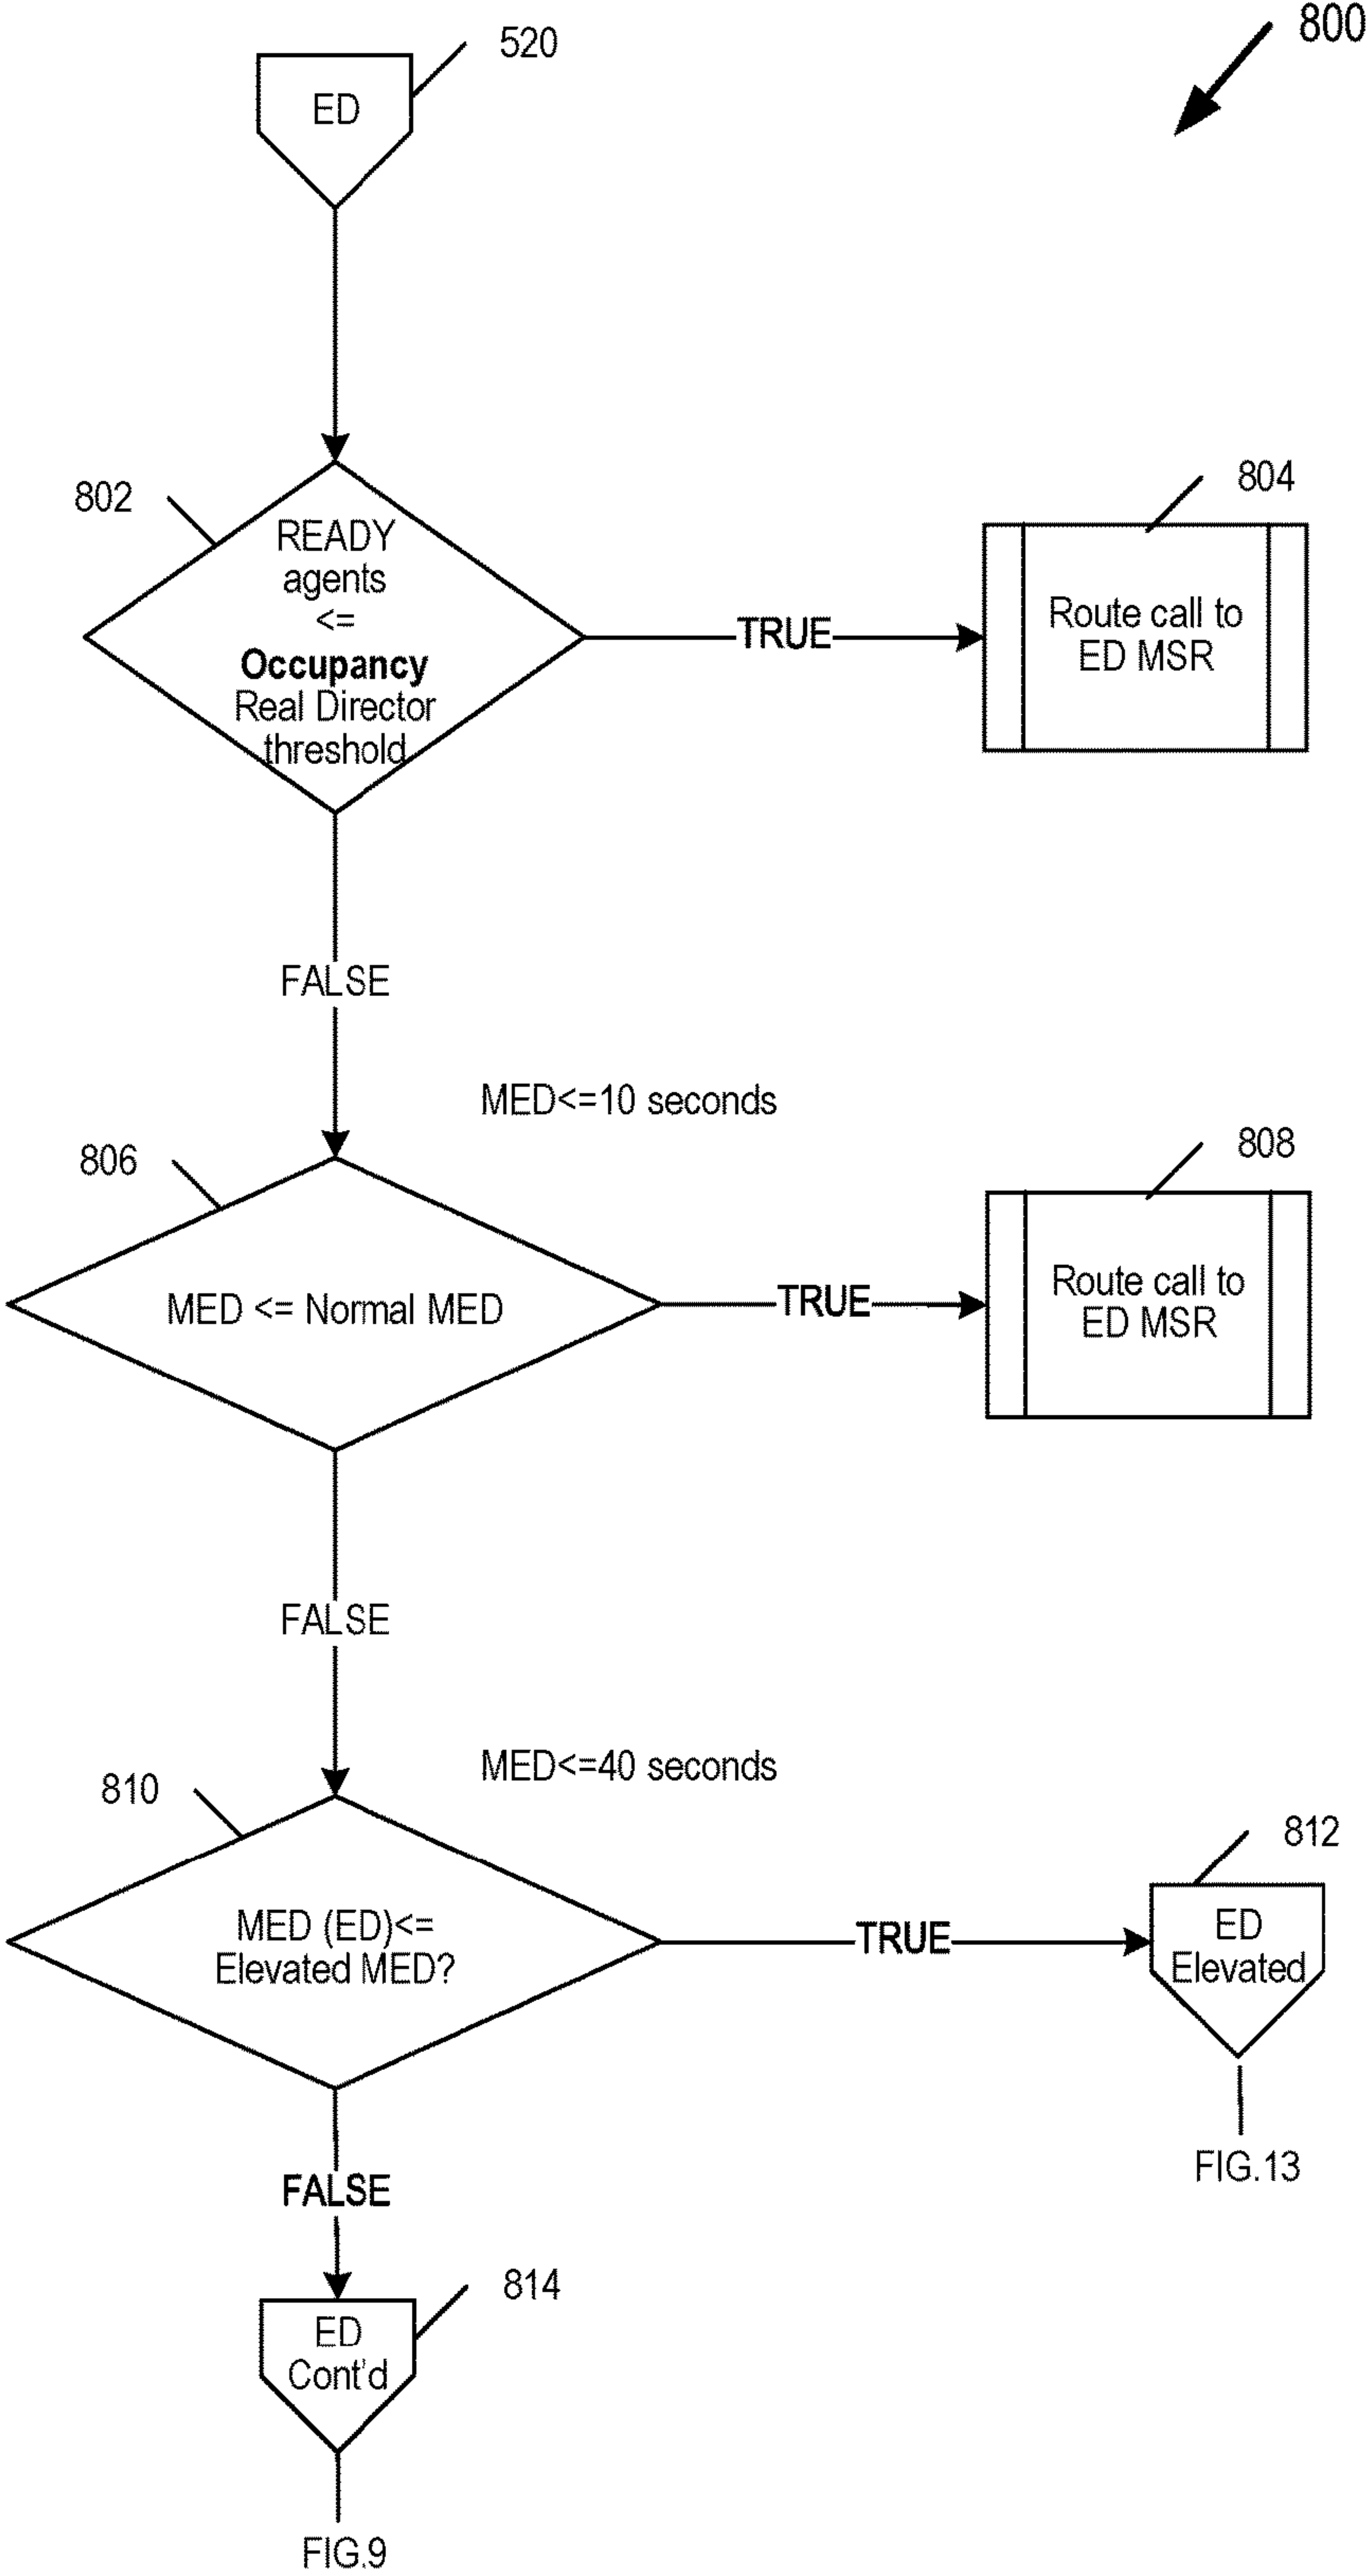 800
520
ED
802
READY
agents
<=
Occupancy
Real Director
threshold
TRUE
804
Route call to
ED MSR
FALSE
MED<=10 seconds
806
MED <= Normal MED
TRUE
808
Route call to
ED MSR
FALSE
MED<=40 seconds
810
MED (ED)<=
Elevated MED?
TRUE
812
ED
Elevated
FIG.13
FALSE
814
ED
Cont'd
FIG.9